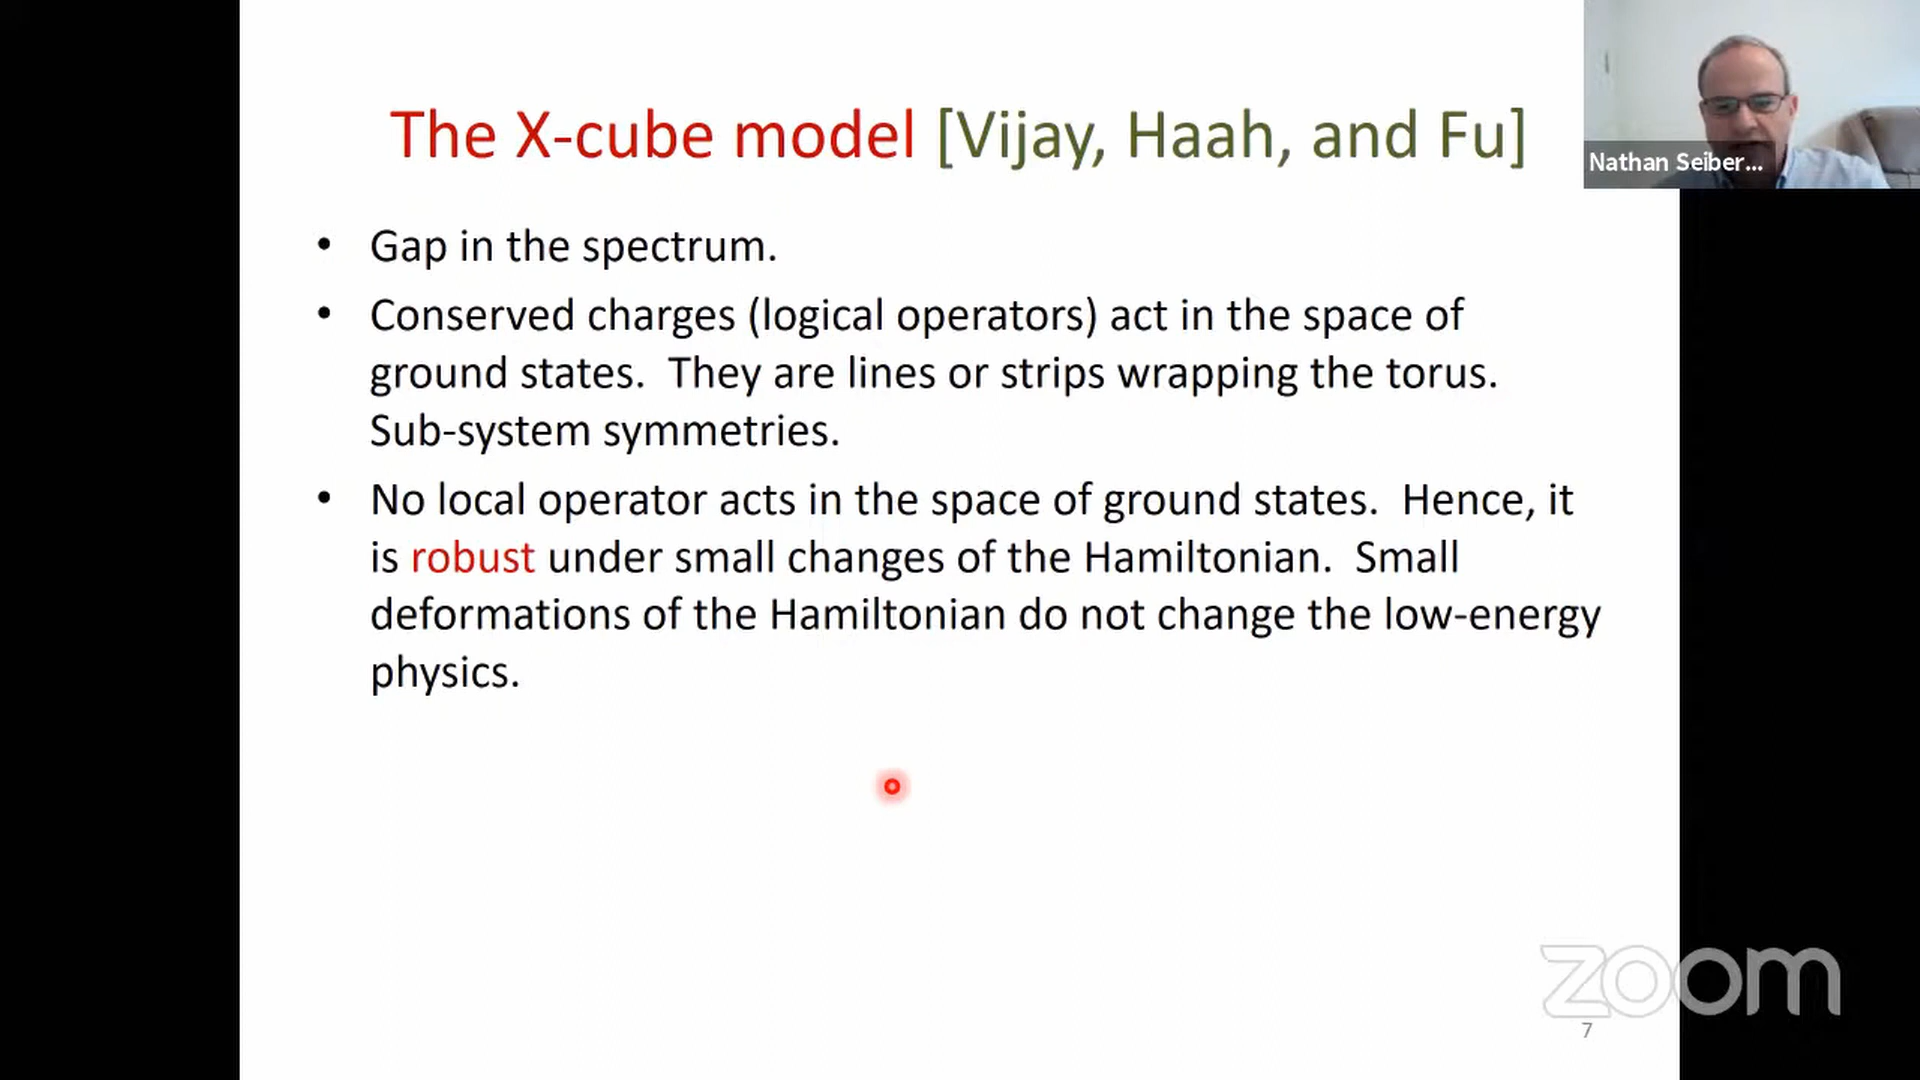 The X-cube model [Vijay, Haah, and Fu]
Nathan Seiber...
• Gap in the spectrum.
• Conserved charges (logical operators) act in the space of
ground states. They are lines or strips wrapping the torus.
Sub-system symmetries.
• No local operator acts in the space of ground states. Hence, it
is robust under small changes of the Hamiltonian. Small
deformations of the Hamiltonian do not change the low-energy
physics.
zoom
7